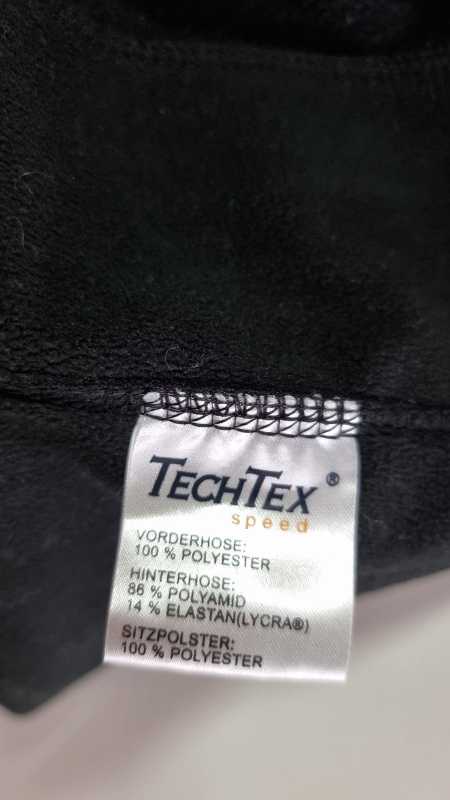 TECHTEX®
speed
VORDERHOSE:
100 % POLYESTER
HINTERHOSE:
86 % POLYAMID
14 % ELASTAN(LYCRA®)
SITZPOLSTER:
100 % POLYESTER